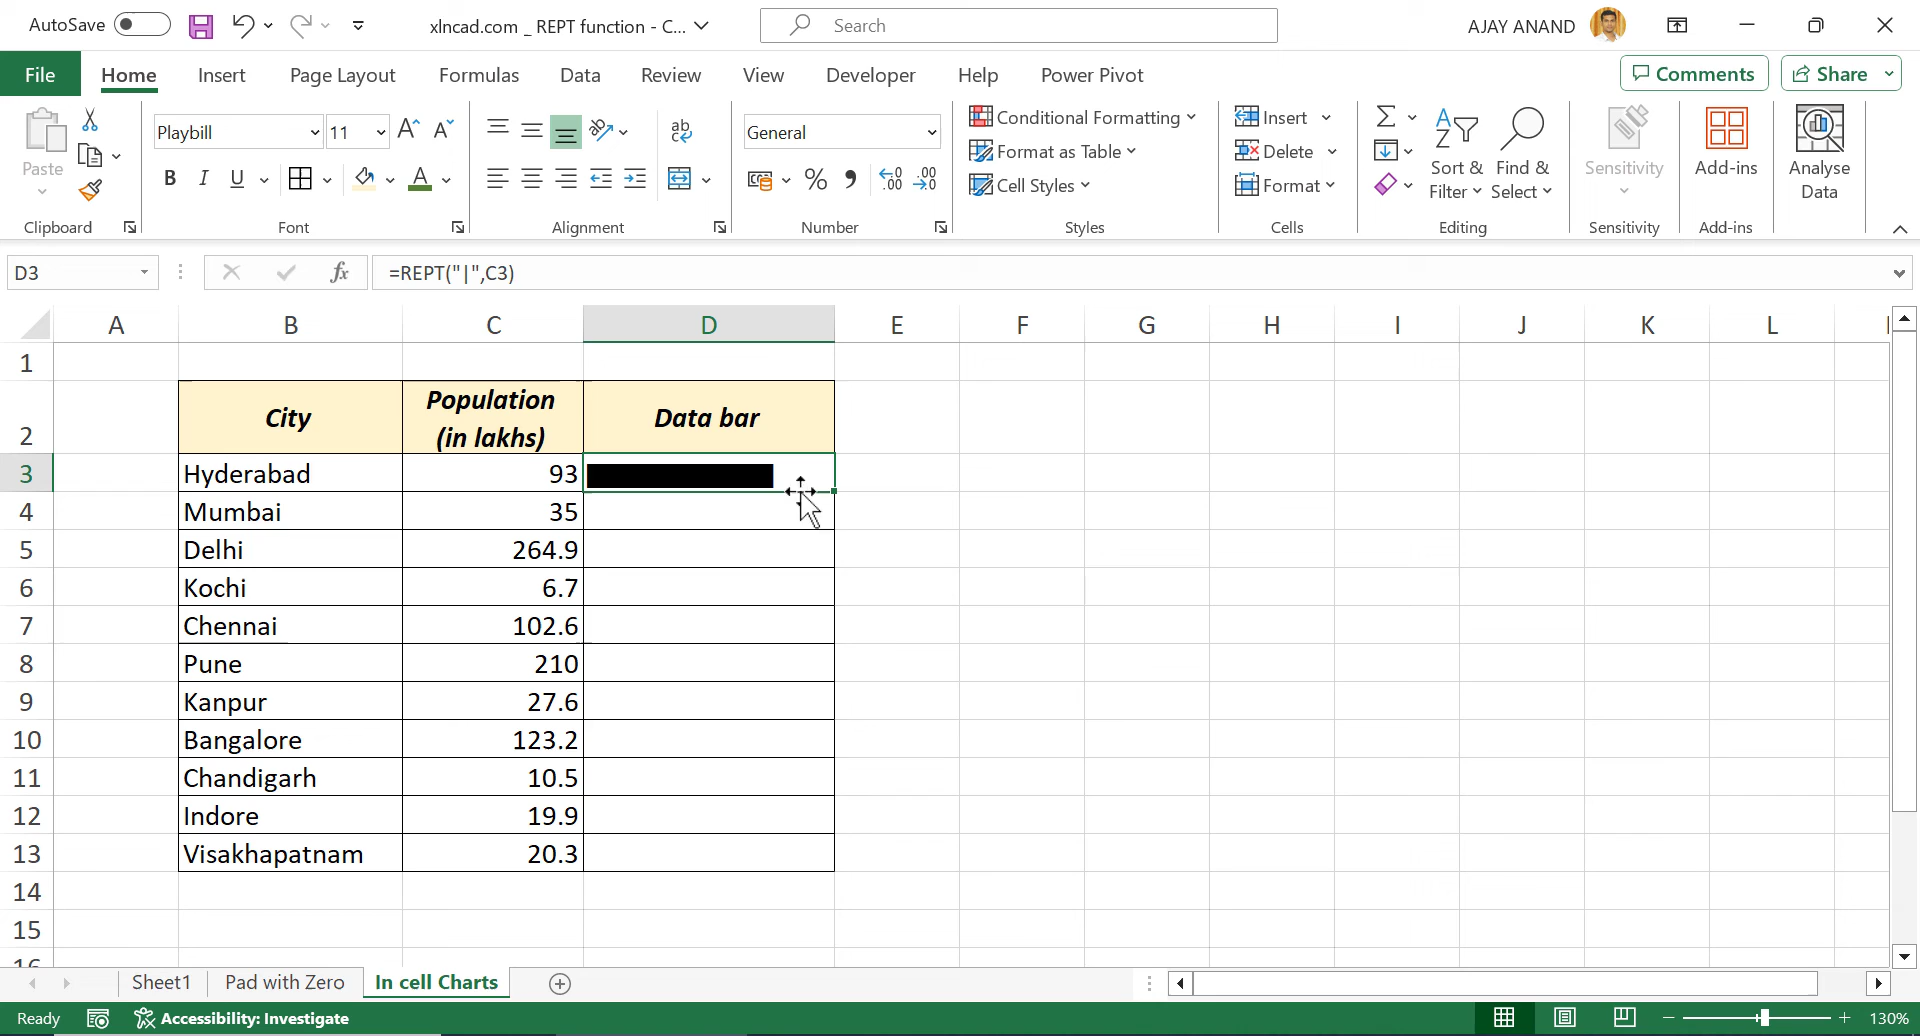 AutoSave
xlncad.com _ REPT function - C...
Search
AJAY ANAND
File
Home
Insert
Page Layout
Formulas
Data
Review
View
Developer
Help
Power Pivot
Comments
Share
Paste
Clipboard
Playbill
11
B I U
Font
Alignment
General
Number
Conditional Formatting
Format as Table
Cell Styles
Styles
Insert
Delete
Format
Cells
Sort & Filter
Find & Select
Editing
Sensitivity
Sensitivity
Add-ins
Add-ins
Analyse Data
D3
fx
=REPT("|",C3)
A B C D E F G H I J K L
1
2 City Population (in lakhs) Data bar
3 Hyderabad 93
4 Mumbai 35
5 Delhi 264.9
6 Kochi 6.7
7 Chennai 102.6
8 Pune 210
9 Kanpur 27.6
10 Bangalore 123.2
11 Chandigarh 10.5
12 Indore 19.9
13 Visakhapatnam 20.3
14
15
16
Sheet1
Pad with Zero
In cell Charts
Ready
Accessibility: Investigate
130%